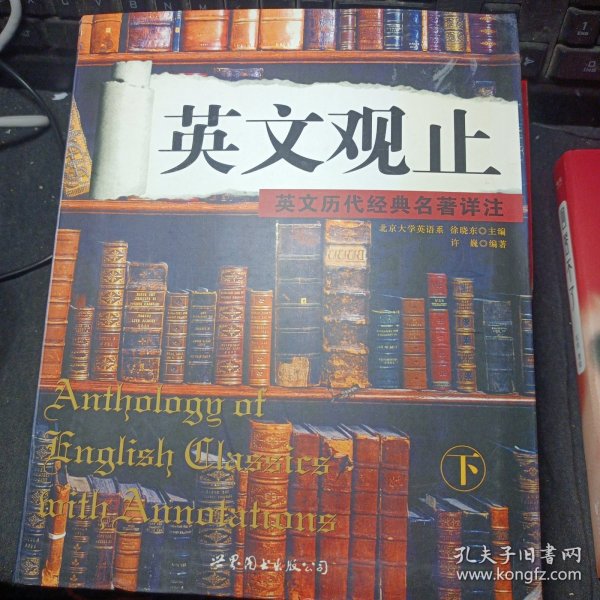 英文观止
英文历代经典名著详注
北京大学英语系 徐晓东◎主编
许巍◎编著
Anthology of
English Classics
with Annotations
下
世界图书出版公司
孔夫子旧书网
www.kongfz.com